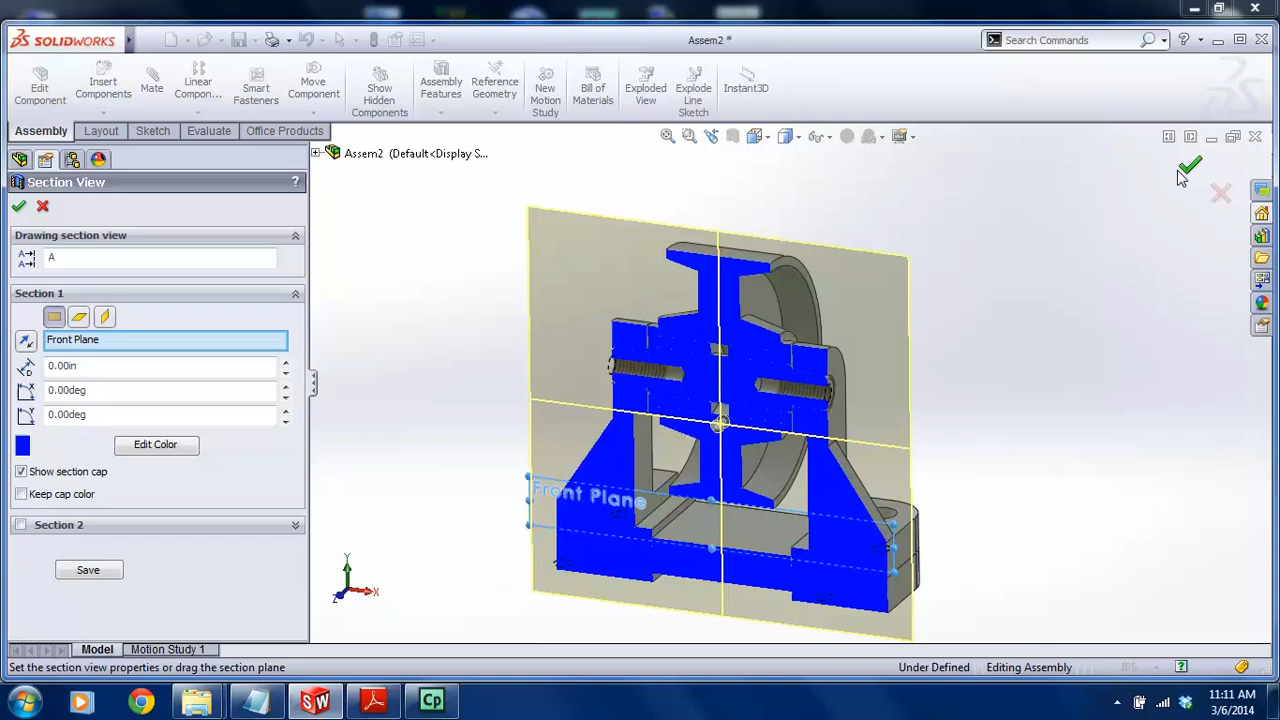 SOLIDWORKS
Assem2 *
Search Commands
?
Edit Component
Insert Components
Mate
Linear Compon...
Smart Fasteners
Move Component
Show Hidden Components
Assembly Features
Reference Geometry
New Motion Study
Bill of Materials
Exploded View
Explode Line Sketch
Instant3D
Assembly
Layout
Sketch
Evaluate
Office Products
Assem2 (Default<Display S...
Section View
?
Drawing section view
A
Section 1
Front Plane
0.00in
0.00deg
0.00deg
Edit Color
Show section cap
Keep cap color
Section 2
Save
Front Plane
Y
X
Z
Model
Motion Study 1
Set the section view properties or drag the section plane
Under Defined
Editing Assembly
IPS
?
SW
Cp
11:11 AM
3/6/2014